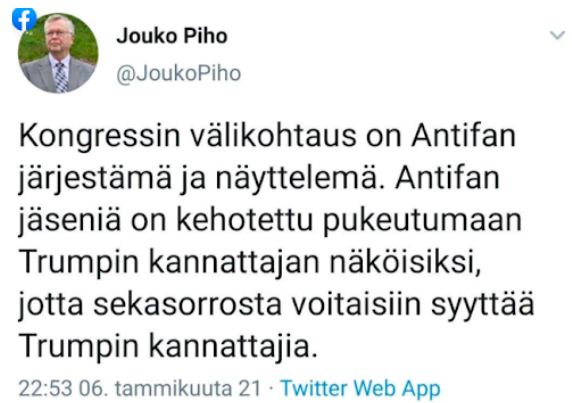 Jouko Piho
@JoukoPiho
Kongressin välikohtaus on Antifan
järjestämä ja näyttelemä. Antifan
jäseniä on kehotettu pukeutumaan
Trumpin kannattajan näköisiksi,
jotta sekasorrosta voitaisiin syyttää
Trumpin kannattajia.
22:53 06. tammikuuta 21 · Twitter Web App